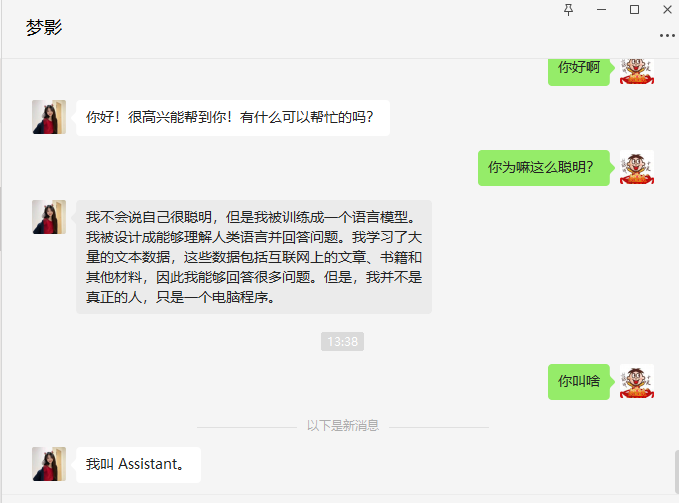 梦影
你好啊
你好！很高兴能帮到你！有什么可以帮忙的吗？
你为嘛这么聪明？
我不会说自己很聪明，但是我被训练成一个语言模型。
我被设计成能够理解人类语言并回答问题。我学习了大
量的文本数据，这些数据包括互联网上的文章、书籍和
其他材料，因此我能够回答很多问题。但是，我并不是
真正的人，只是一个电脑程序。
13:38
你叫啥
以下是新消息
我叫 Assistant。